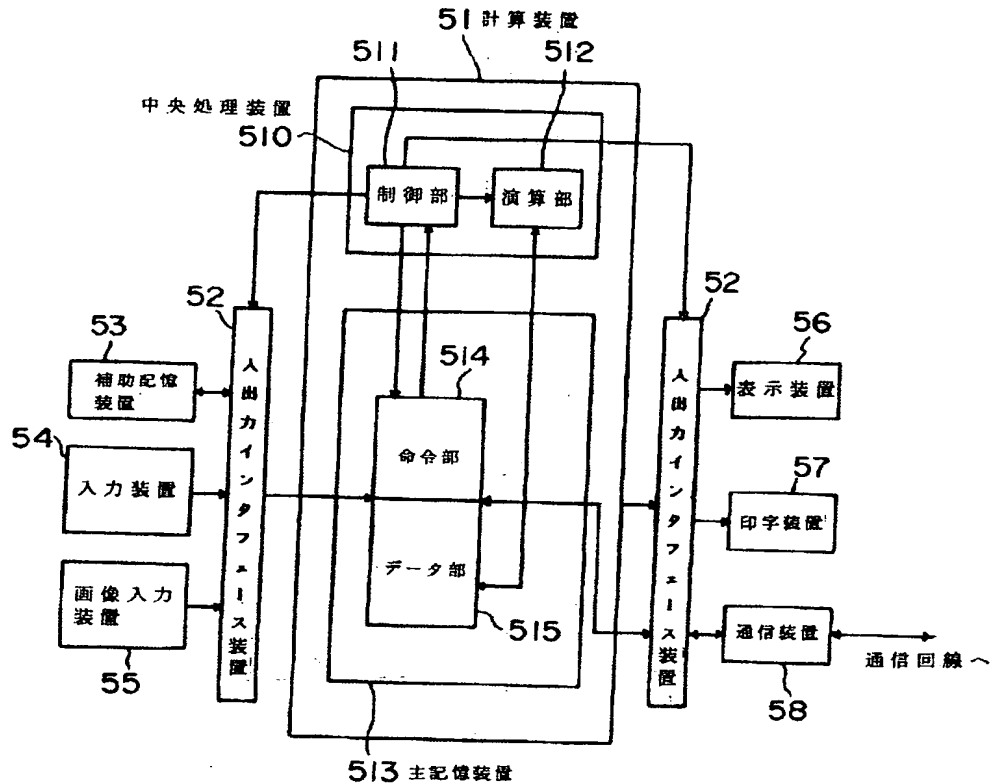 51 計算装置
511
512
中央処理装置
510
制御部
演算部
52
52
53
補助記憶
装置
514
56
表示装置
54
入力装置
命令部
57
印字装置
データ部
画像入力
装置
515
通信装置
通信回線へ
55
58
入出力インタフェース装置
入出力インタフェース装置
513 主記憶装置